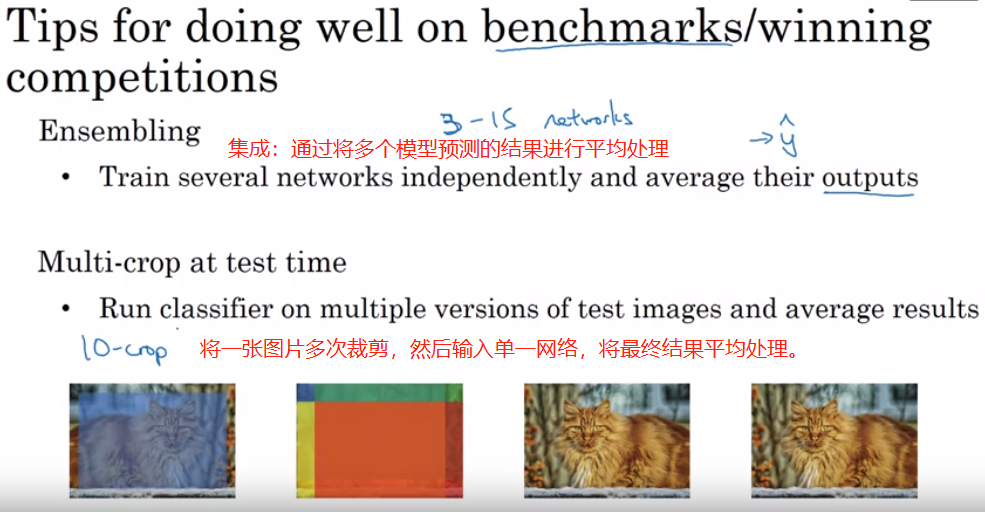 Tips for doing well on benchmarks/winning
competitions
Ensembling
3-15 networks
→ ŷ
集成：通过将多个模型预测的结果进行平均处理
• Train several networks independently and average their outputs
Multi-crop at test time
• Run classifier on multiple versions of test images and average results
10-crop
将一张图片多次裁剪，然后输入单一网络，将最终结果平均处理。